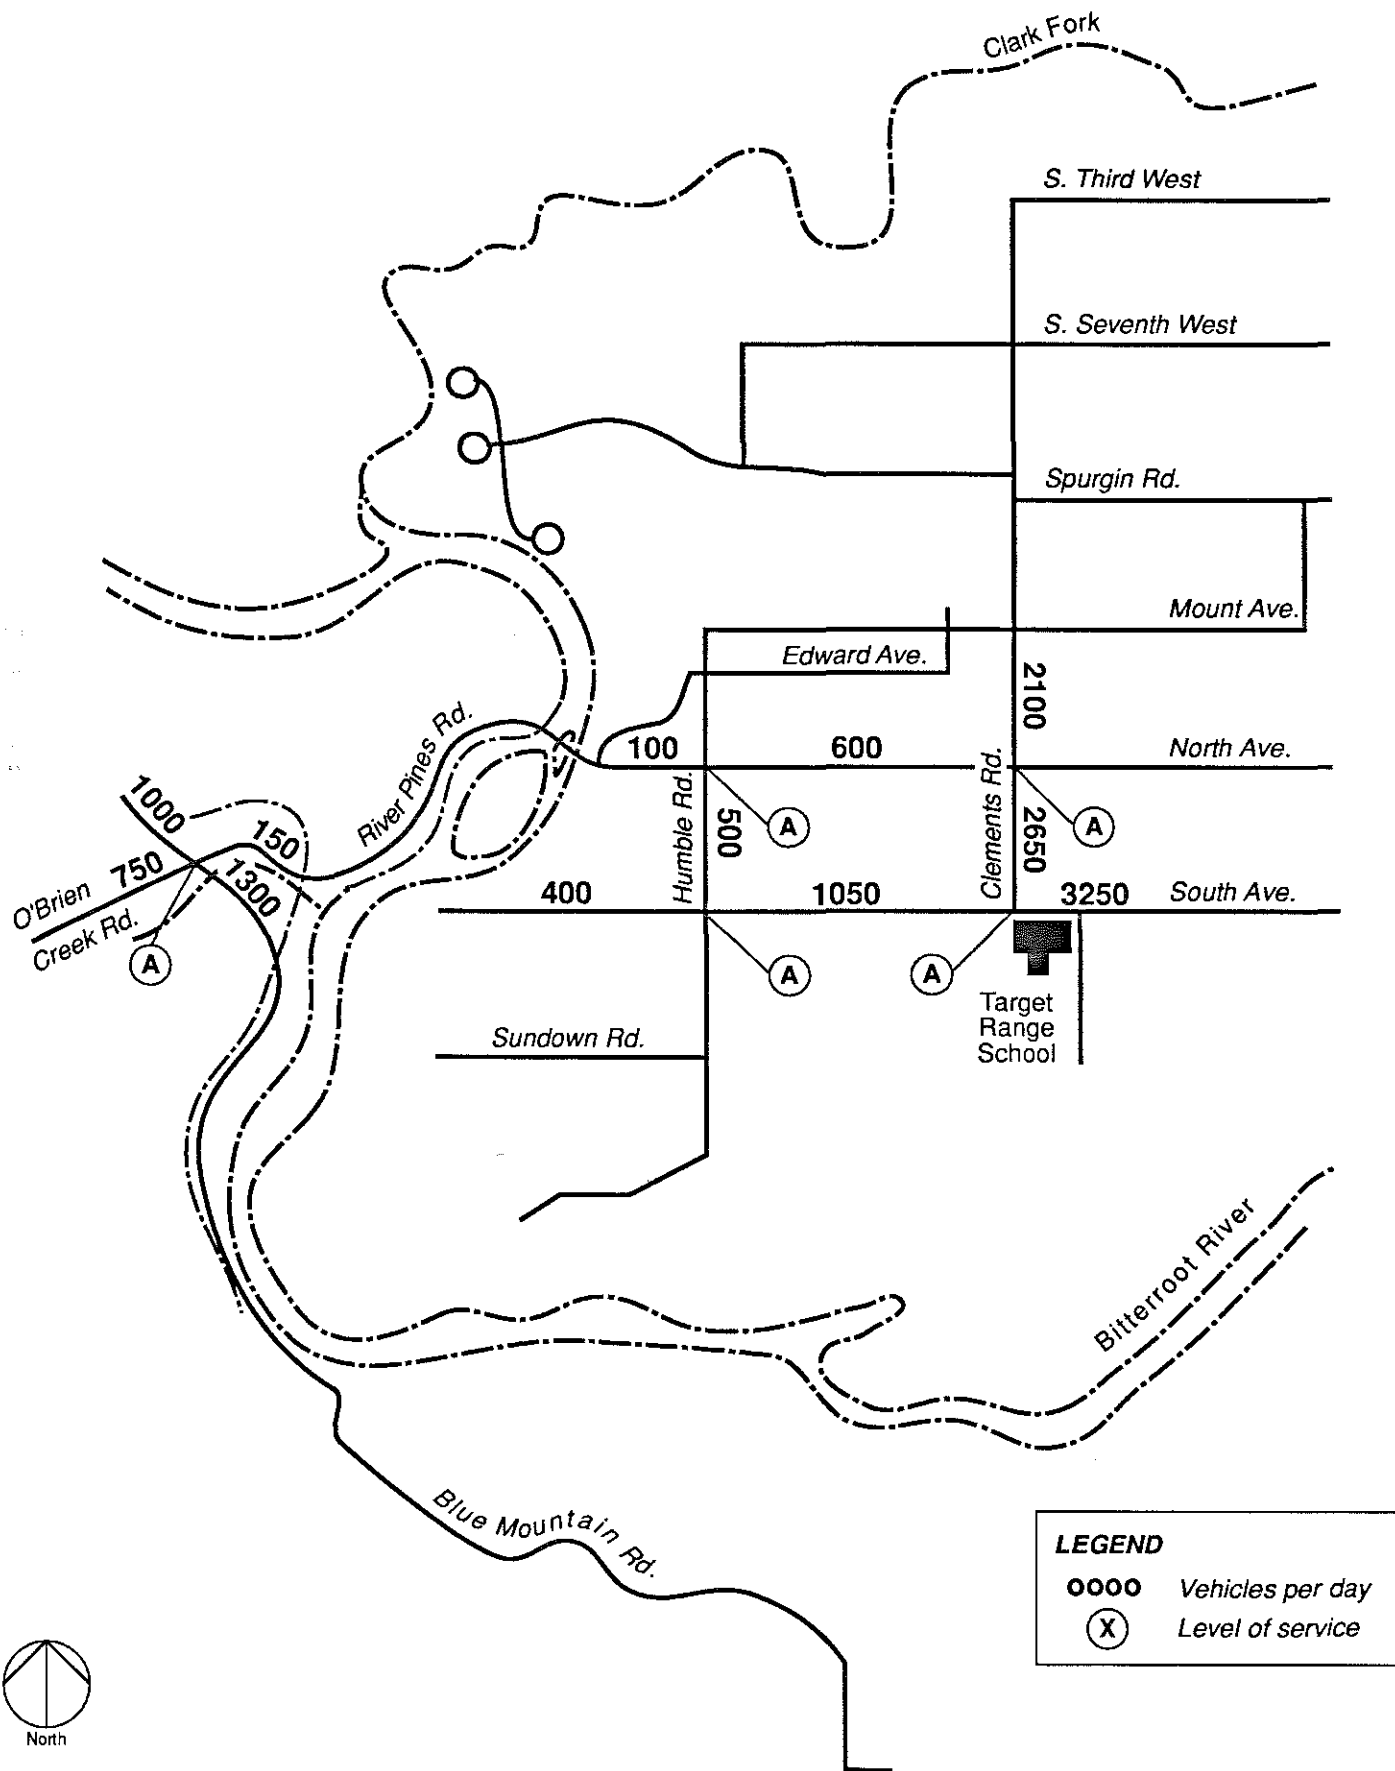 Clark Fork
S. Third West
S. Seventh West
Spurgin Rd.
Mount Ave.
Edward Ave.
2100
River Pines Rd.
100
600
North Ave.
1000
150
Humble Rd.
500
A
Clements Rd.
2650
A
O'Brien
Creek Rd.
750
1300
400
1050
3250
South Ave.
A
A
A
Target
Range
School
Sundown Rd.
Bitterroot River
Blue Mountain Rd.
LEGEND
0000 Vehicles per day
X Level of service
North